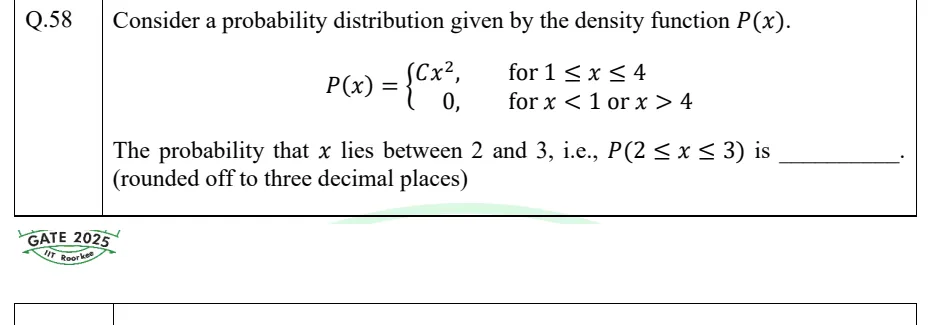 Q.58 Consider a probability distribution given by the density function P(x).
P(x) = {Cx², for 1 ≤ x ≤ 4
0, for x < 1 or x > 4
The probability that x lies between 2 and 3, i.e., P(2 ≤ x ≤ 3) is __________.
(rounded off to three decimal places)
GATE 2025
IIT Roorkee